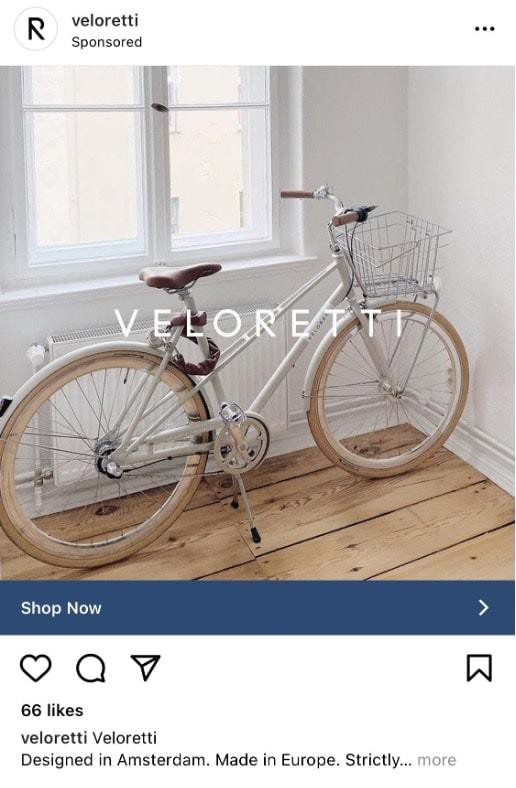 veloretti
Sponsored
VELORETTI
Shop Now
66 likes
veloretti Veloretti
Designed in Amsterdam. Made in Europe. Strictly... more